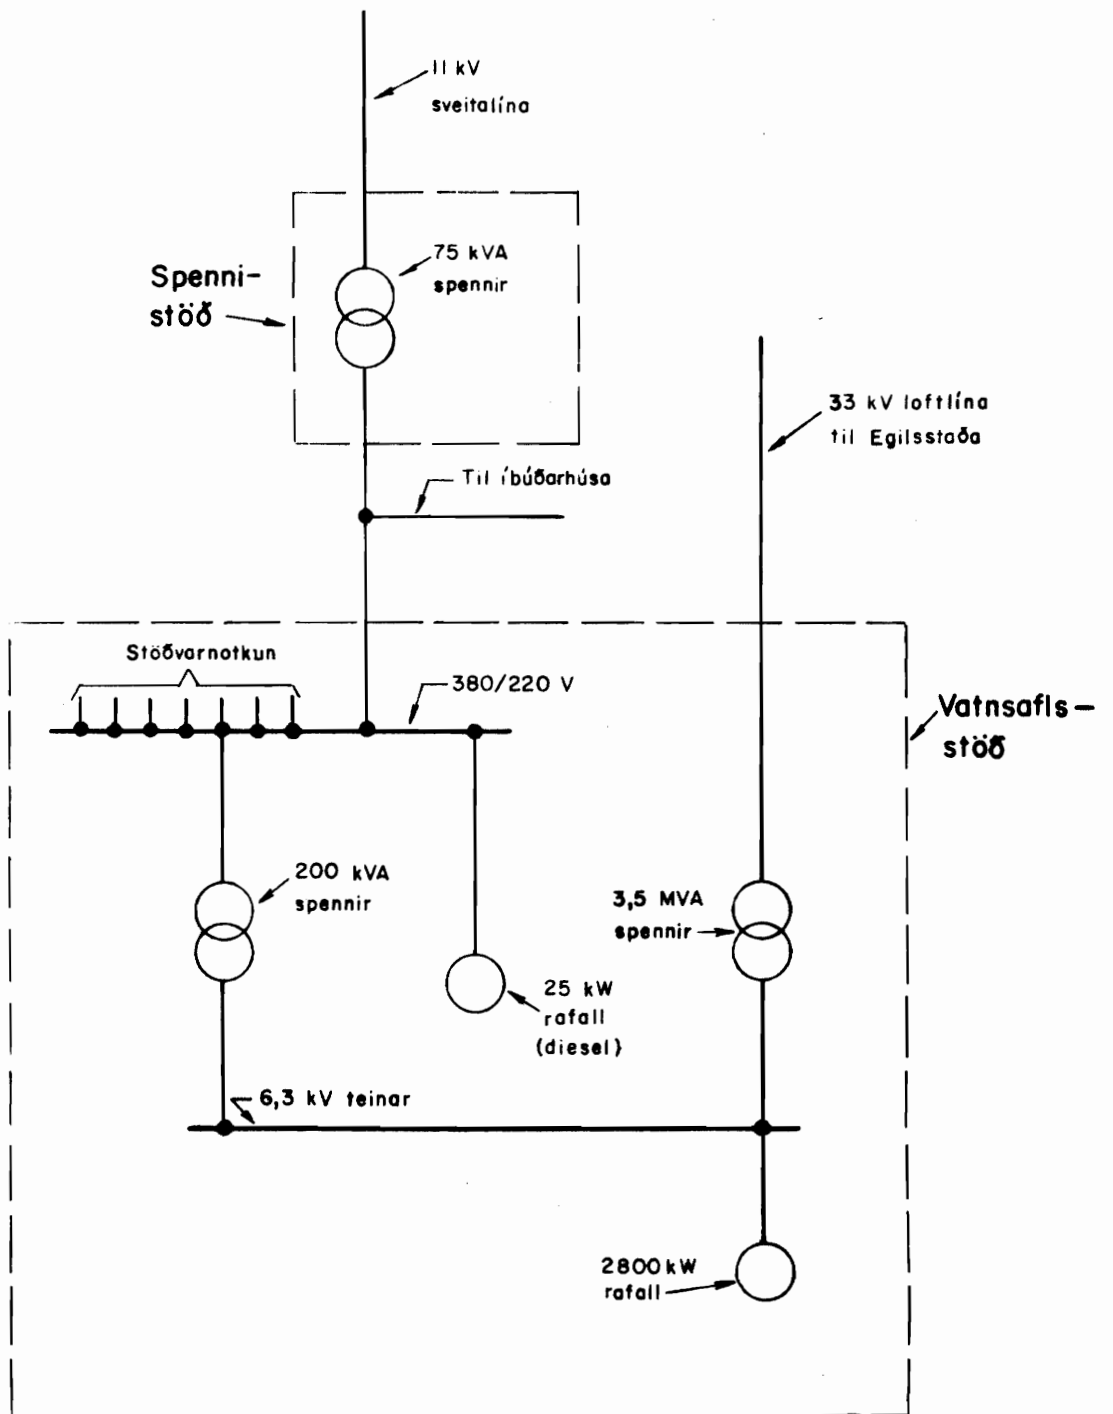 11 kV
sveitalína
75 kVA
spennir
Spenni-
stöð
33 kV loftlína
til Egilsstaða
Til íbúðarhúsa
Stöðvarnotkun
380/220 V
Vatnsafls-
stöð
200 kVA
spennir
3,5 MVA
spennir
25 kW
rafall
(diesel)
6,3 kV teinar
2800 kW
rafall